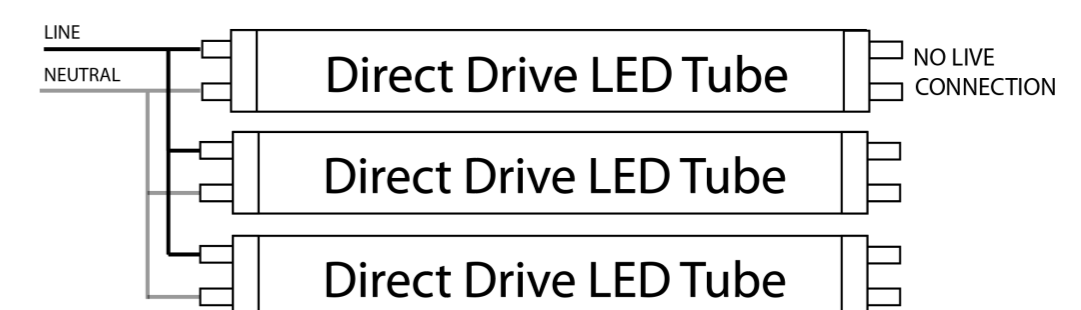 LINE
NEUTRAL
Direct Drive LED Tube
NO LIVE
CONNECTION
Direct Drive LED Tube
Direct Drive LED Tube